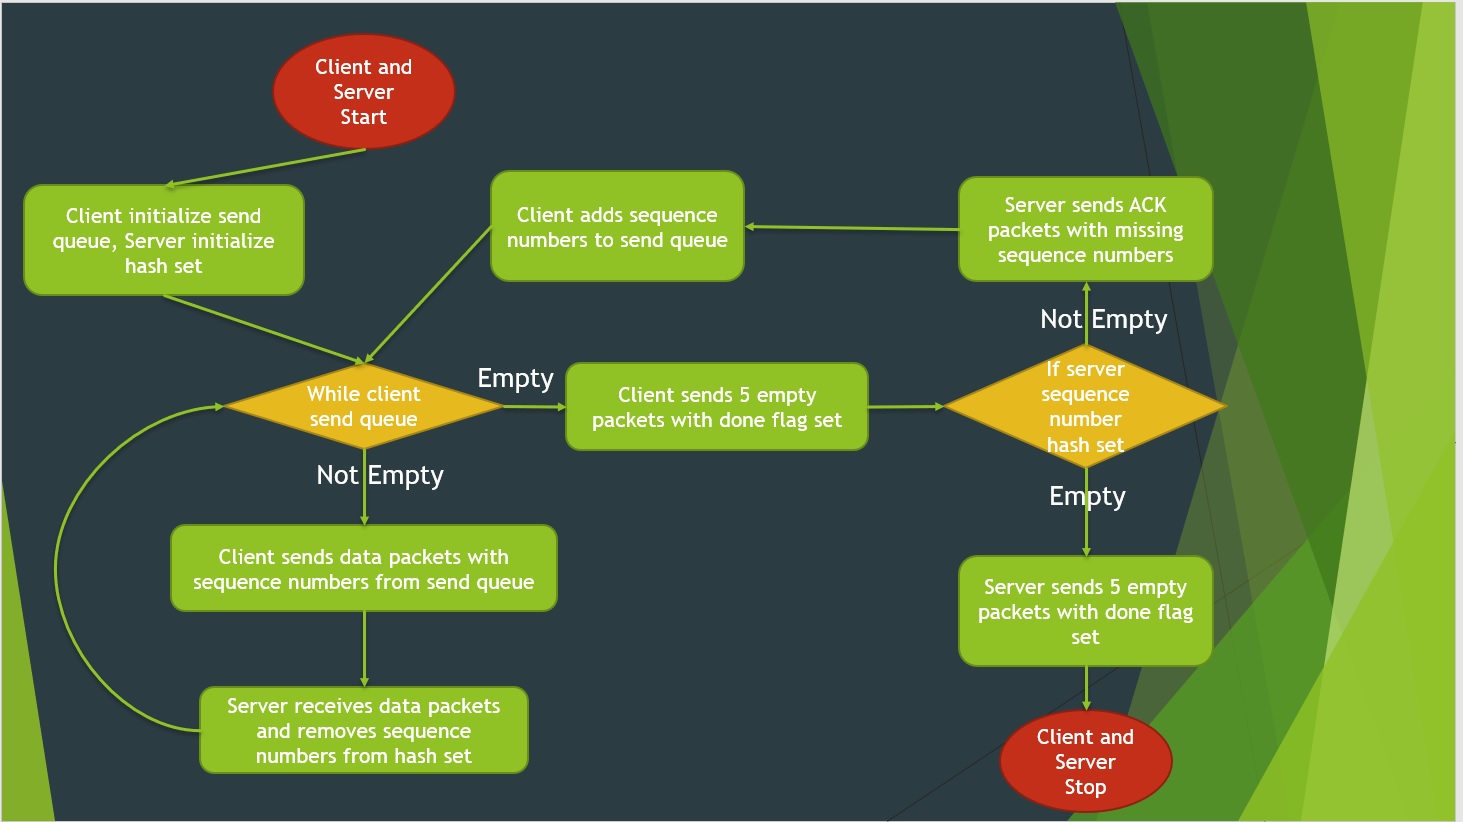 Client and
Server
Start
Client initialize send
queue, Server initialize
hash set
Client adds sequence
numbers to send queue
Server sends ACK
packets with missing
sequence numbers
Not Empty
While client
send queue
Empty
Client sends 5 empty
packets with done flag set
If server
sequence
number
hash set
Not Empty
Empty
Client sends data packets with
sequence numbers from send queue
Server sends 5 empty
packets with done flag
set
Server receives data packets
and removes sequence
numbers from hash set
Client and
Server
Stop